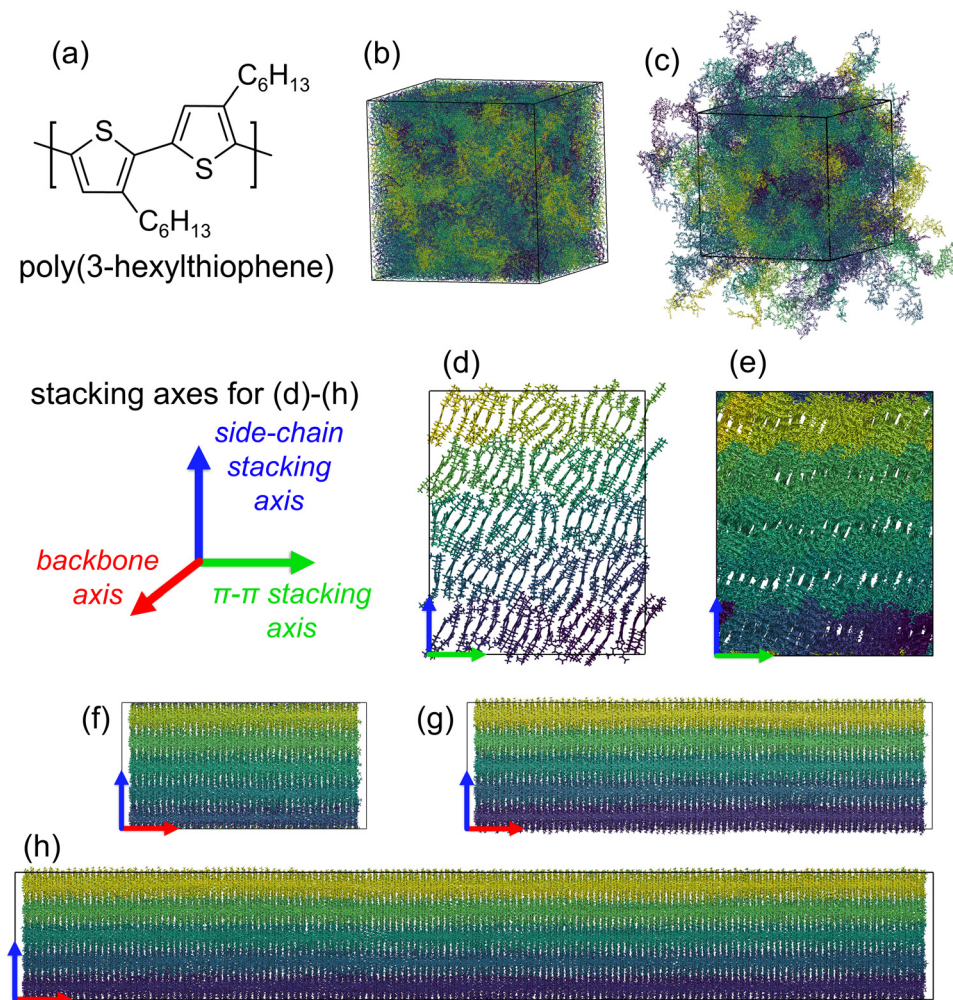 (a)
C6H13
S
S
C6H13
poly(3-hexylthiophene)
(b)
(c)
stacking axes for (d)-(h)
side-chain
stacking
axis
backbone
axis
π-π stacking
axis
(d)
(e)
(f)
(g)
(h)